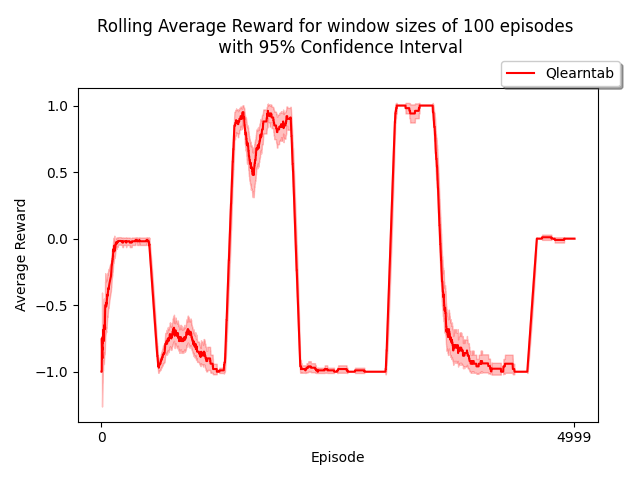 Rolling Average Reward for window sizes of 100 episodes
with 95% Confidence Interval
Qlearntab
1.0
0.5
0.0
−0.5
−1.0
Average Reward
0 4999
Episode